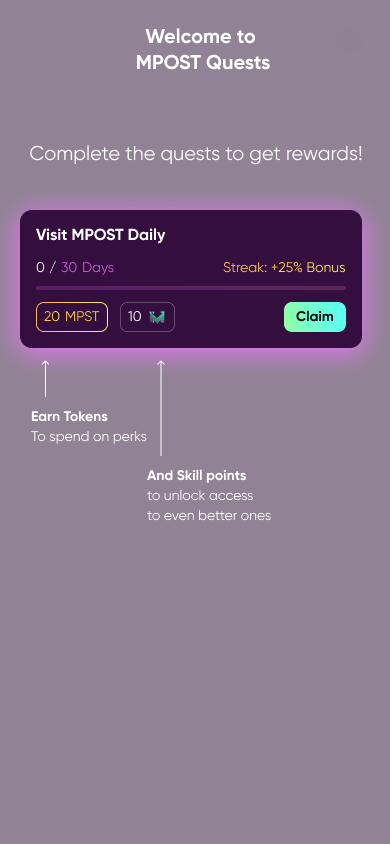 Welcome to
MPOST Quests
Complete the quests to get rewards!
Visit MPOST Daily
0 / 30 Days
Streak: +25% Bonus
20 MPST
10
Claim
Earn Tokens
To spend on perks
And Skill points
to unlock access
to even better ones